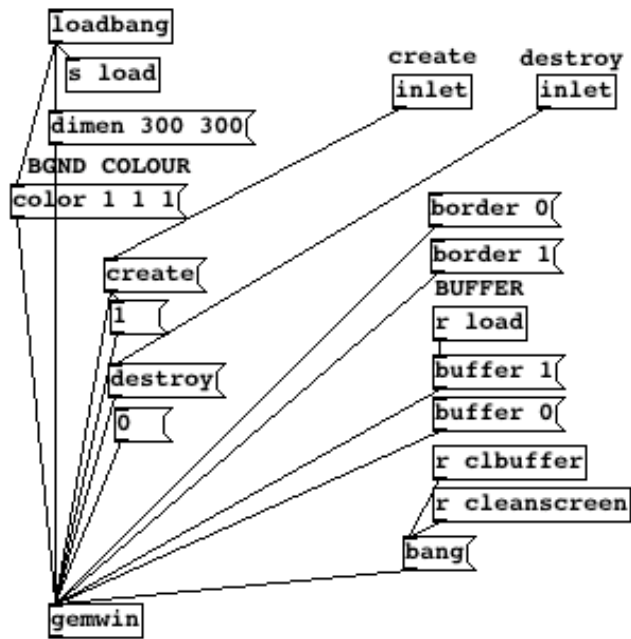 loadbang
s load
create
destroy
inlet
inlet
dimen 300 300
BGND COLOUR
color 1 1 1
border 0
create
border 1
BUFFER
1
r load
destroy
buffer 1
0
buffer 0
r clbuffer
r cleanscreen
bang
gemwin